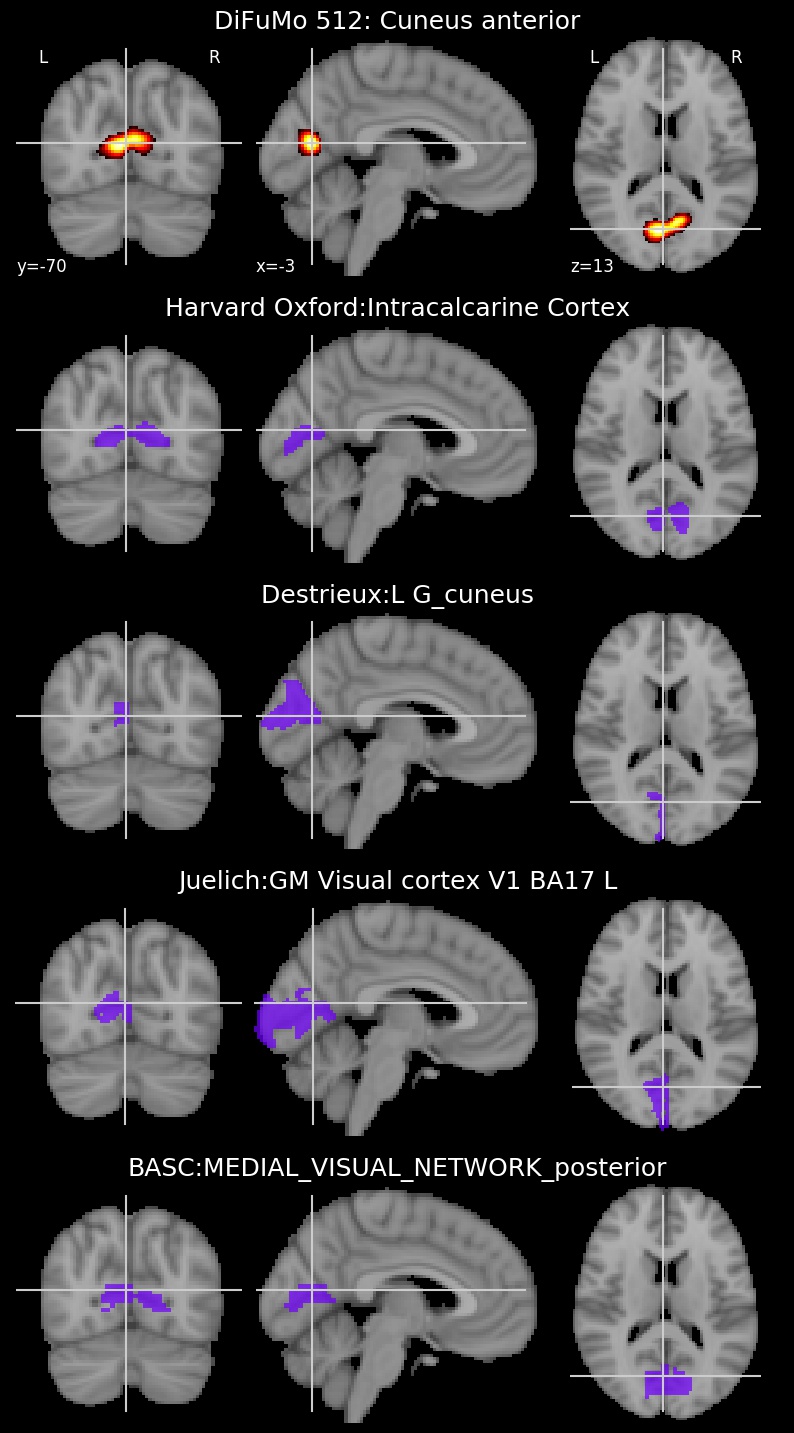 DiFuMo 512: Cuneus anterior
L R L R
y=-70 x=-3 z=13
Harvard Oxford:Intracalcarine Cortex
Destrieux:L G_cuneus
Juelich:GM Visual cortex V1 BA17 L
BASC:MEDIAL_VISUAL_NETWORK_posterior